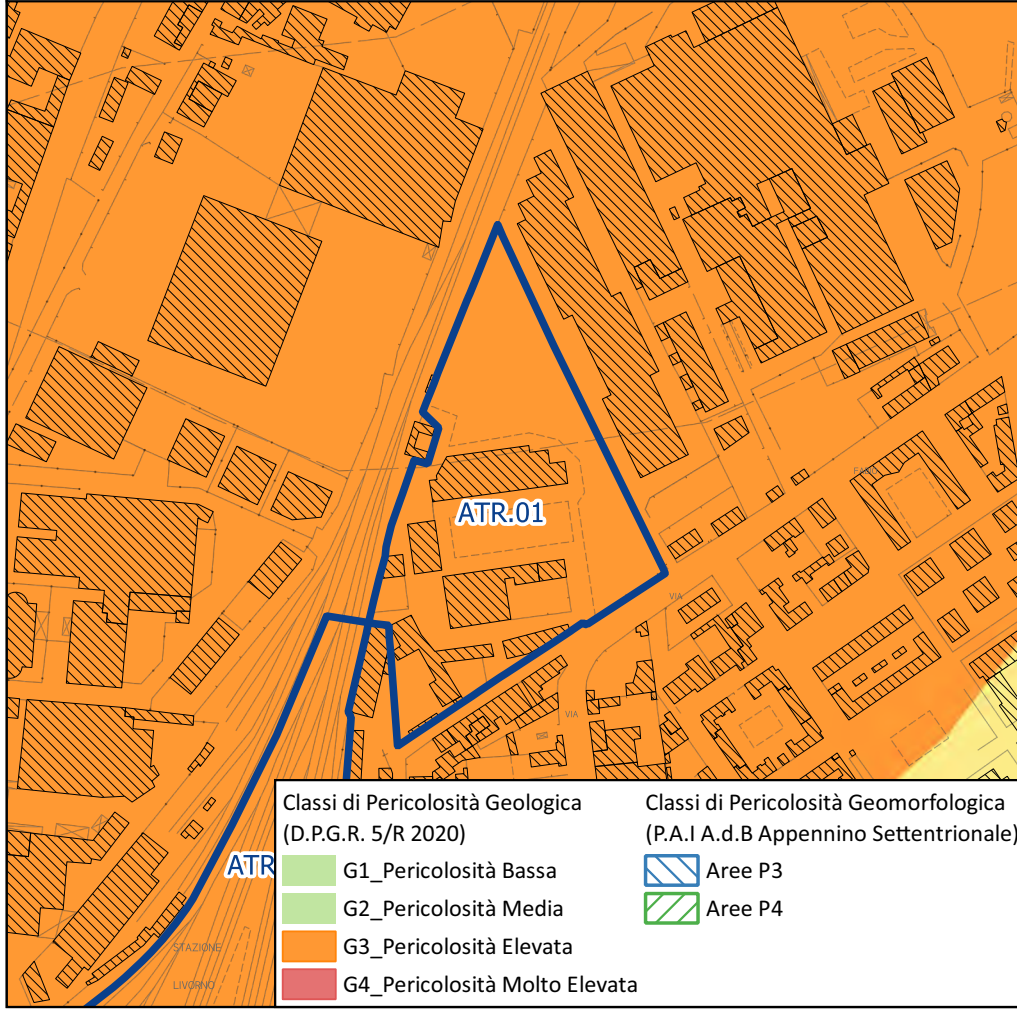 FANO
ATR.01
VIA
VIA
ATR
STAZIONE
LIVORNO
Classi di Pericolosità Geologica
(D.P.G.R. 5/R 2020)
G1_Pericolosità Bassa
G2_Pericolosità Media
G3_Pericolosità Elevata
G4_Pericolosità Molto Elevata
Classi di Pericolosità Geomorfologica
(P.A.I A.d.B Appennino Settentrionale)
Aree P3
Aree P4